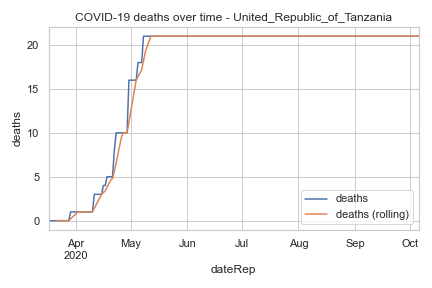 COVID-19 deaths over time - United_Republic_of_Tanzania
20
15
10
5
0
deaths
deaths
deaths (rolling)
Apr
2020
May
Jun
Jul
Aug
Sep
Oct
dateRep